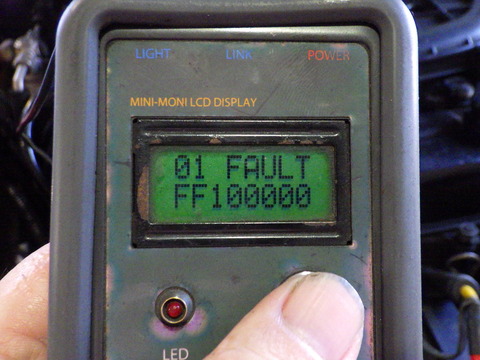 LIGHT LINK POWER
MINI-MONI LCD DISPLAY
01 FAULT
FF100000
LED